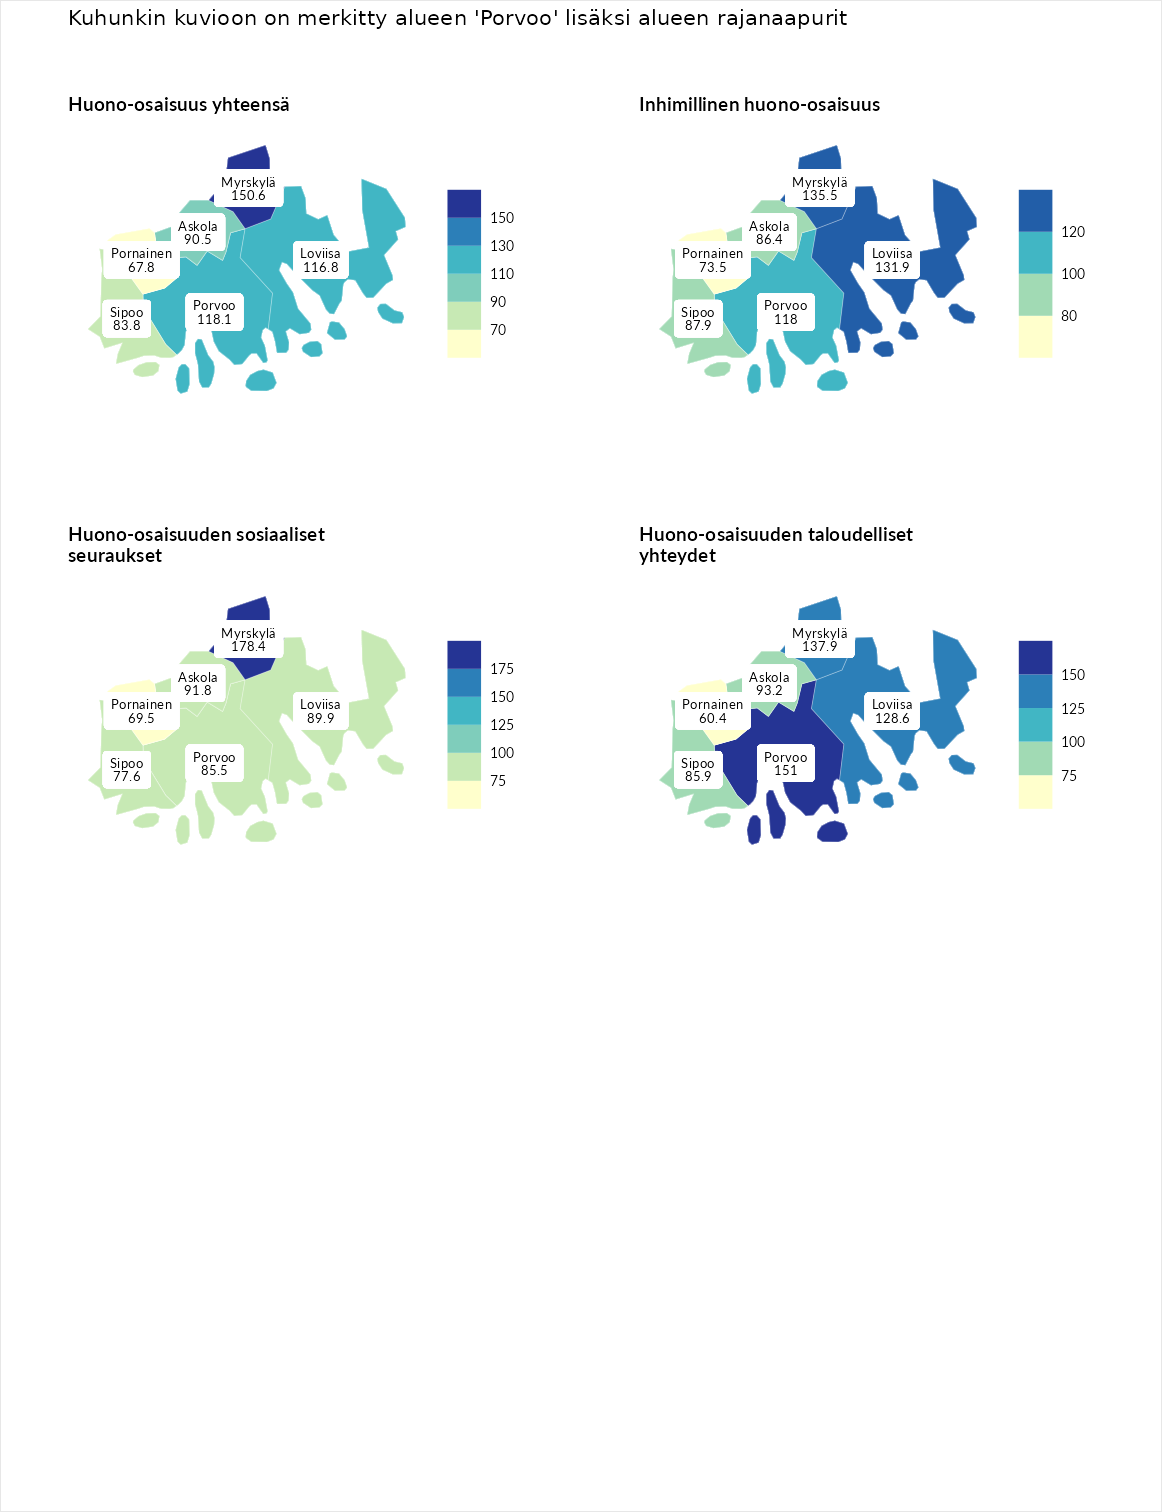 Kuhunkin kuvioon on merkitty alueen 'Porvoo' lisäksi alueen rajanaapurit
Huono-osaisuus yhteensä
Myrskylä
150.6
Askola
90.5
Pornainen
67.8
Loviisa
116.8
Sipoo
83.8
Porvoo
118.1
150
130
110
90
70
Inhimillinen huono-osaisuus
Myrskylä
135.5
Askola
86.4
Pornainen
73.5
Loviisa
131.9
Sipoo
87.9
Porvoo
118
120
100
80
Huono-osaisuuden sosiaaliset
seuraukset
Myrskylä
178.4
Askola
91.8
Pornainen
69.5
Loviisa
89.9
Sipoo
77.6
Porvoo
85.5
175
150
125
100
75
Huono-osaisuuden taloudelliset
yhteydet
Myrskylä
137.9
Askola
93.2
Pornainen
60.4
Loviisa
128.6
Sipoo
85.9
Porvoo
151
150
125
100
75